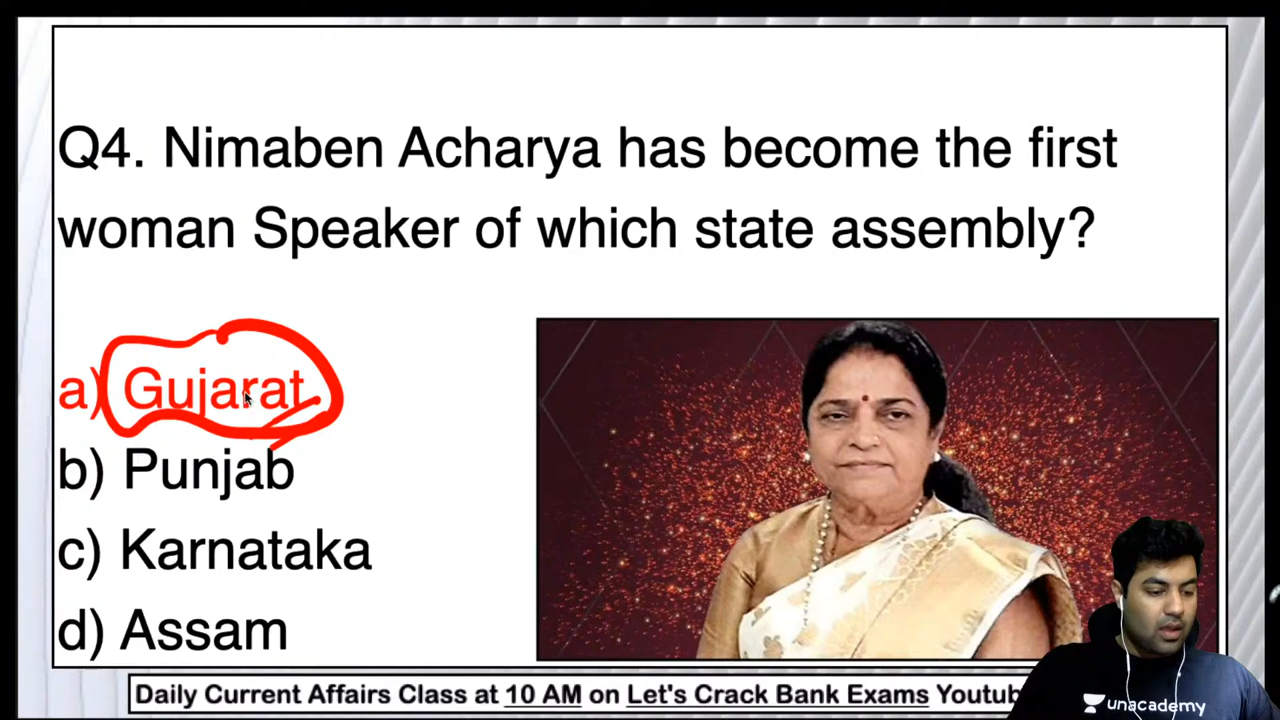 Q4. Nimaben Acharya has become the first
woman Speaker of which state assembly?
a) Gujarat
b) Punjab
c) Karnataka
d) Assam
Daily Current Affairs Class at 10 AM on Let's Crack Bank Exams Youtub
unacademy